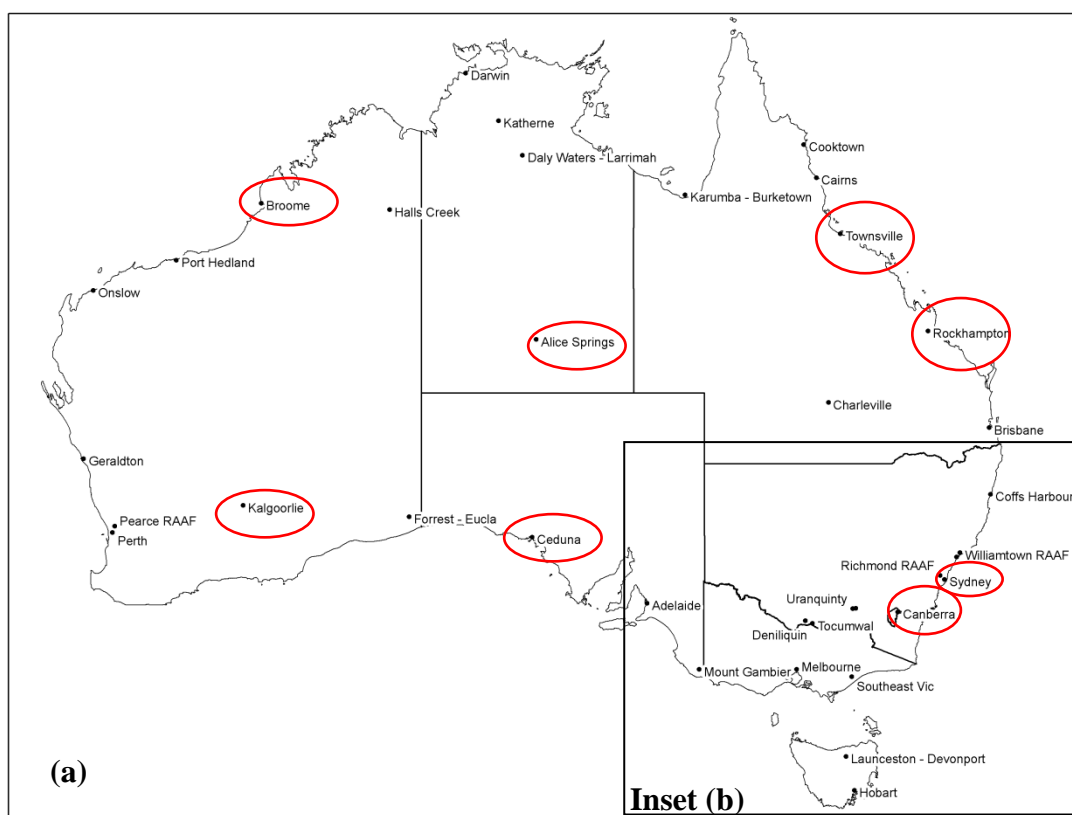 Darwin
Katherne
Daly Waters - Larrimah
Cooktown
Cairns
Karumba - Burketown
Broome
Halls Creek
Townsville
Port Hedland
Onslow
Rockhampton
Alice Springs
Charleville
Brisbane
Geraldton
Coffs Harbour
Kalgoorlie
Forrest - Eucla
Pearce RAAF
Perth
Ceduna
Williamtown RAAF
Richmond RAAF
Sydney
Adelaide
Uranquinty
Canberra
Tocumwal
Deniliquin
Mount Gambier
Melbourne
Southeast Vic
Launceston - Devonport
Hobart
(a)
Inset (b)